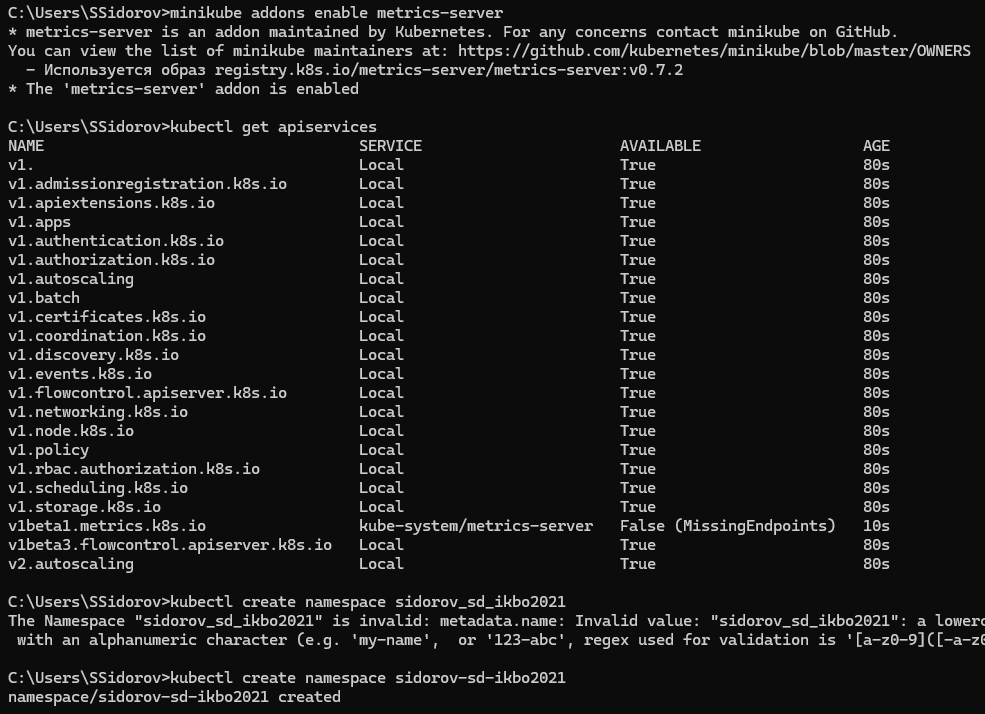 C:\Users\SSidorov>minikube addons enable metrics-server
* metrics-server is an addon maintained by Kubernetes. For any concerns contact minikube on GitHub.
You can view the list of minikube maintainers at: https://github.com/kubernetes/minikube/blob/master/OWNERS
  - Используется образ registry.k8s.io/metrics-server/metrics-server:v0.7.2
* The 'metrics-server' addon is enabled
C:\Users\SSidorov>kubectl get apiservices
NAME SERVICE AVAILABLE AGE
v1. Local True 80s
v1.admissionregistration.k8s.io Local True 80s
v1.apiextensions.k8s.io Local True 80s
v1.apps Local True 80s
v1.authentication.k8s.io Local True 80s
v1.authorization.k8s.io Local True 80s
v1.autoscaling Local True 80s
v1.batch Local True 80s
v1.certificates.k8s.io Local True 80s
v1.coordination.k8s.io Local True 80s
v1.discovery.k8s.io Local True 80s
v1.events.k8s.io Local True 80s
v1.flowcontrol.apiserver.k8s.io Local True 80s
v1.networking.k8s.io Local True 80s
v1.node.k8s.io Local True 80s
v1.policy Local True 80s
v1.rbac.authorization.k8s.io Local True 80s
v1.scheduling.k8s.io Local True 80s
v1.storage.k8s.io Local True 80s
v1beta1.metrics.k8s.io kube-system/metrics-server False (MissingEndpoints) 10s
v1beta3.flowcontrol.apiserver.k8s.io Local True 80s
v2.autoscaling Local True 80s
C:\Users\SSidorov>kubectl create namespace sidorov_sd_ikbo2021
The Namespace "sidorov_sd_ikbo2021" is invalid: metadata.name: Invalid value: "sidorov_sd_ikbo2021": a lowerc
 with an alphanumeric character (e.g. 'my-name',  or '123-abc', regex used for validation is '[a-z0-9]([-a-z0
C:\Users\SSidorov>kubectl create namespace sidorov-sd-ikbo2021
namespace/sidorov-sd-ikbo2021 created